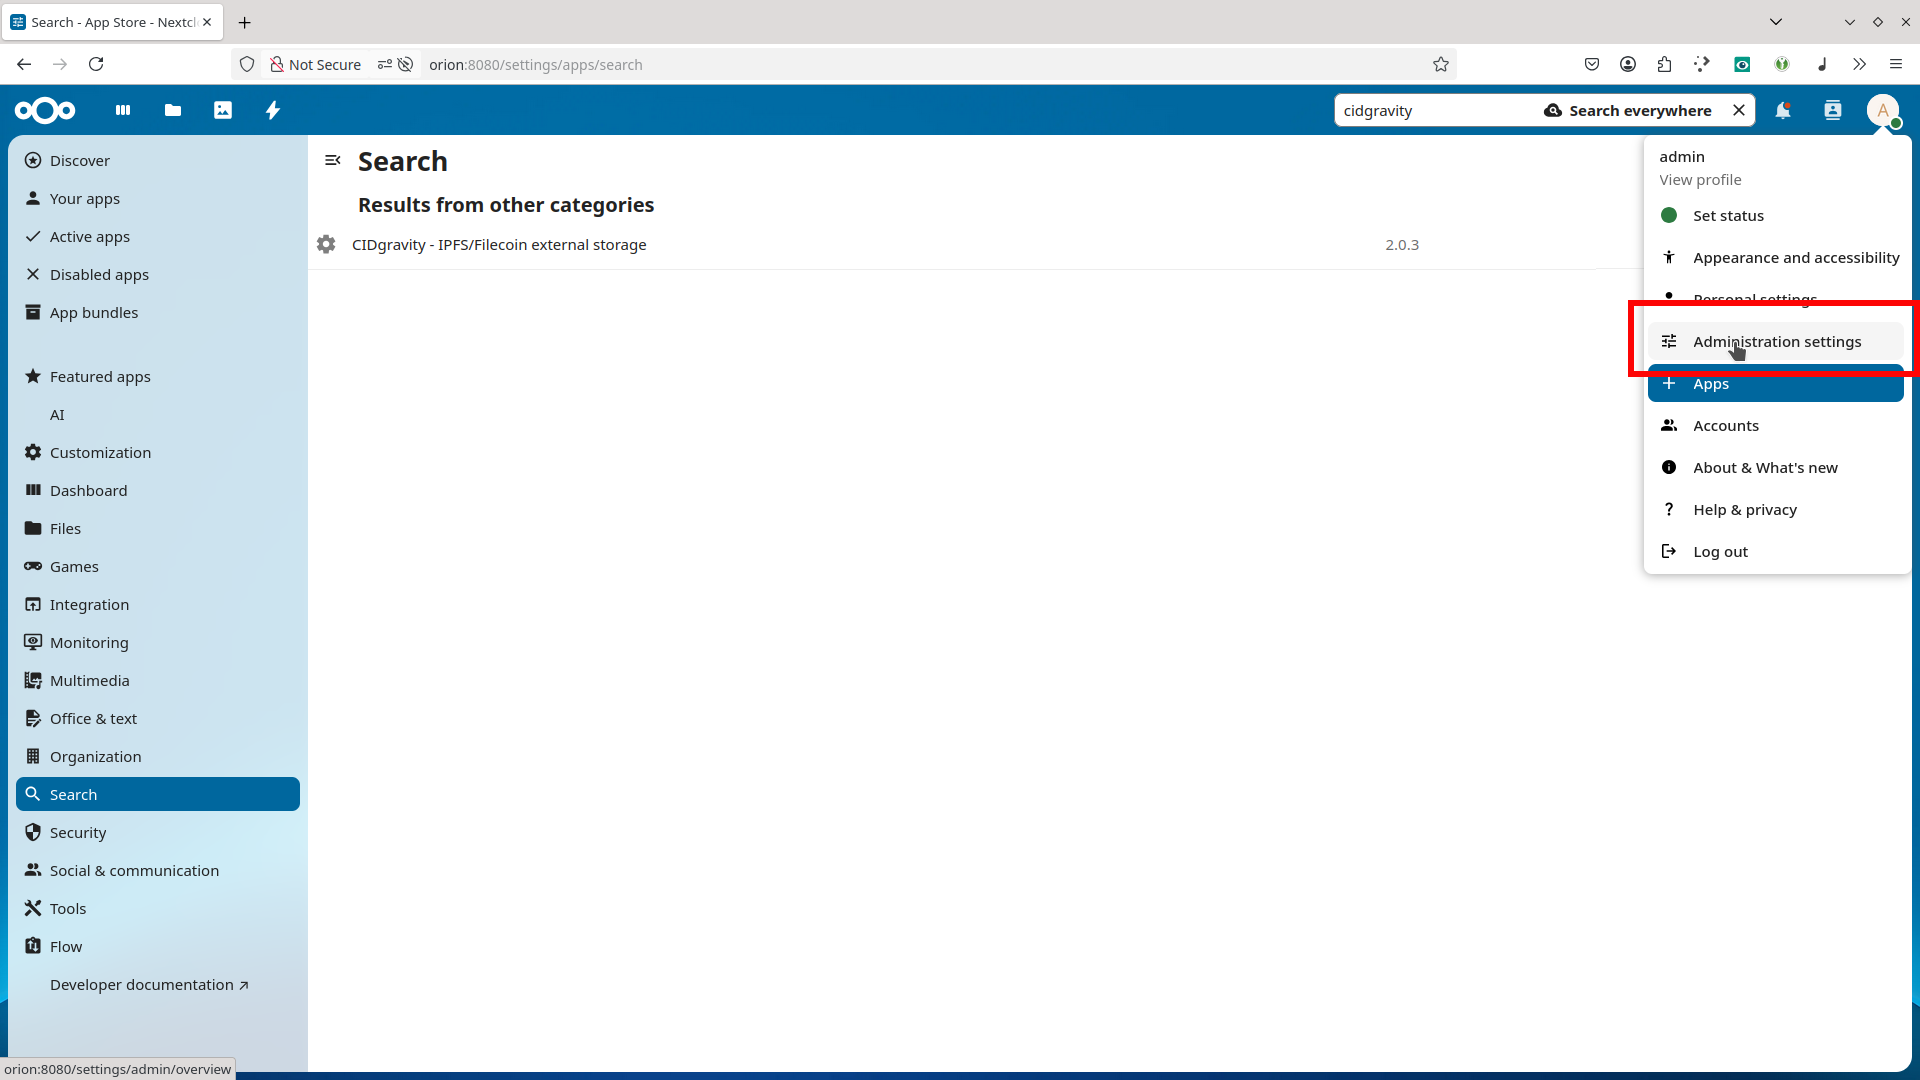 Search - App Store - Nextcl
Not Secure
orion:8080/settings/apps/search
cidgravity
Search everywhere
A
Discover
Your apps
Active apps
Disabled apps
App bundles
Featured apps
AI
Customization
Dashboard
Files
Games
Integration
Monitoring
Multimedia
Office & text
Organization
Search
Security
Social & communication
Tools
Flow
Developer documentation ↗
Search
Results from other categories
CIDgravity - IPFS/Filecoin external storage 2.0.3
admin
View profile
Set status
Appearance and accessibility
Personal settings
Administration settings
Apps
Accounts
About & What's new
Help & privacy
Log out
orion:8080/settings/admin/overview